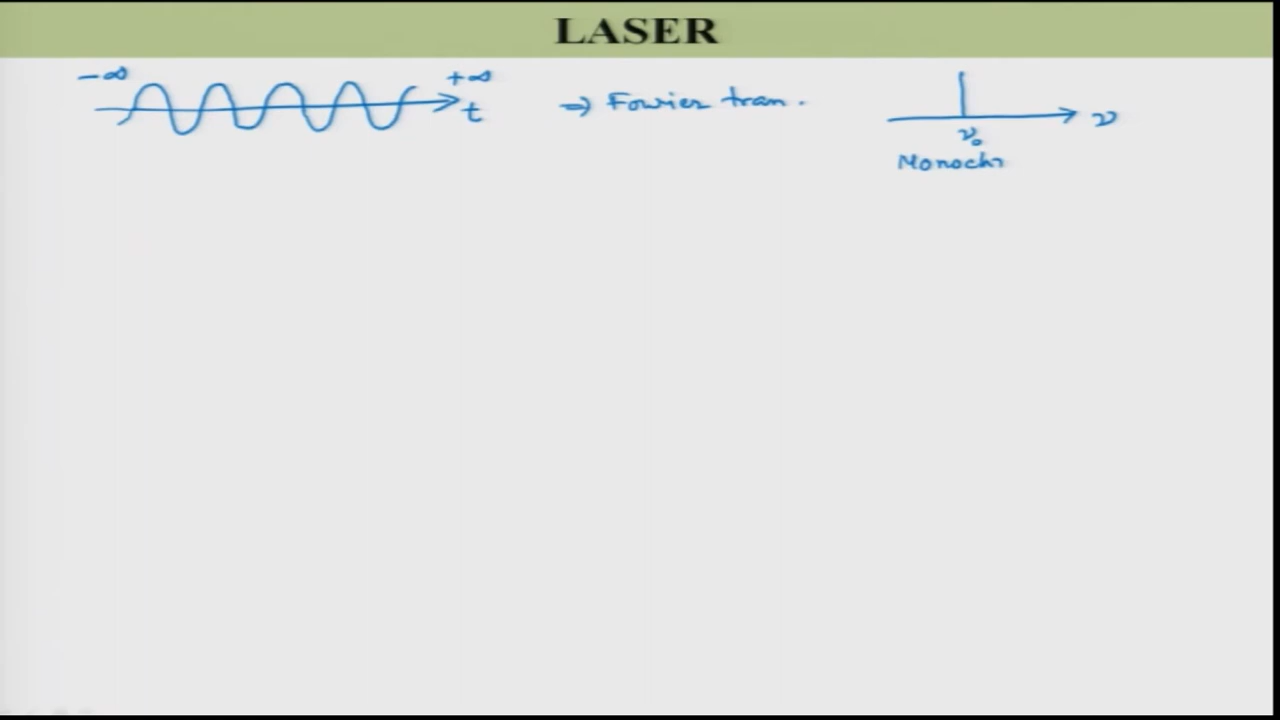 LASER
-∞ +∞
t ⇒ Fourier tran. ν
ν₀
Monochr